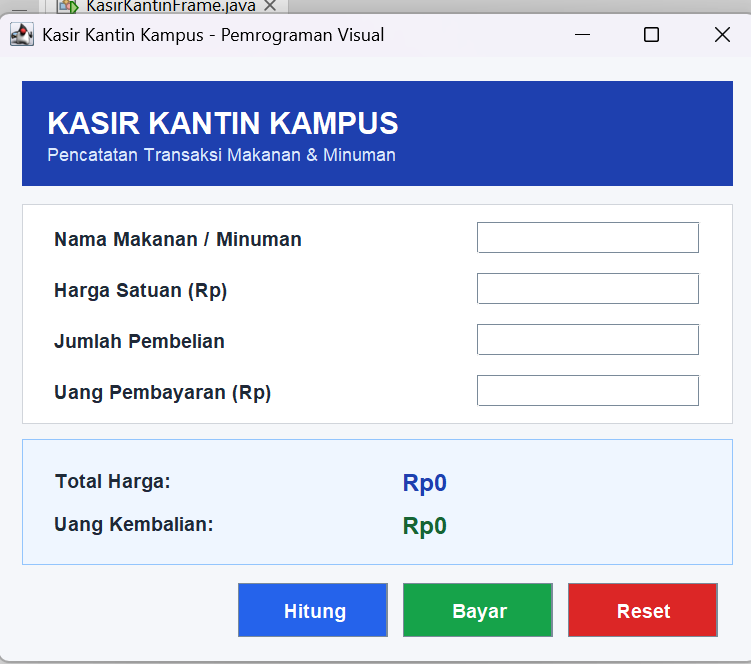 KasirKantinFrame.java
Kasir Kantin Kampus - Pemrograman Visual
KASIR KANTIN KAMPUS
Pencatatan Transaksi Makanan & Minuman
Nama Makanan / Minuman
Harga Satuan (Rp)
Jumlah Pembelian
Uang Pembayaran (Rp)
Total Harga: Rp0
Uang Kembalian: Rp0
Hitung Bayar Reset